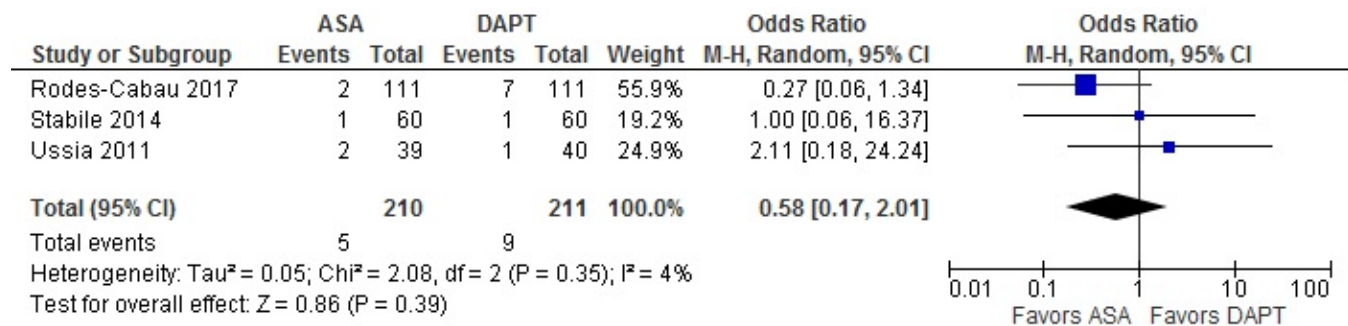 ASA DAPT Odds Ratio Odds Ratio
Study or Subgroup Events Total Events Total Weight M-H, Random, 95% CI M-H, Random, 95% CI
Rodes-Cabau 2017 2 111 7 111 55.9% 0.27 [0.06, 1.34]
Stabile 2014 1 60 1 60 19.2% 1.00 [0.06, 16.37]
Ussia 2011 2 39 1 40 24.9% 2.11 [0.18, 24.24]
Total (95% CI) 210 211 100.0% 0.58 [0.17, 2.01]
Total events 5 9
Heterogeneity: Tau² = 0.05; Chi² = 2.08, df = 2 (P = 0.35); I² = 4%
Test for overall effect: Z = 0.86 (P = 0.39)
0.01 0.1 1 10 100
Favors ASA Favors DAPT